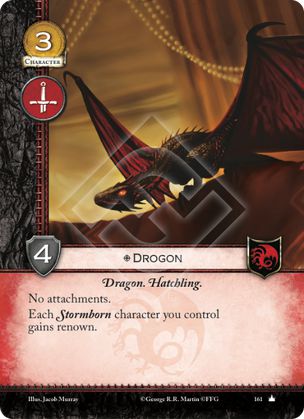 3
CHARACTER
4
DROGON
Dragon. Hatchling.
No attachments.
Each Stormborn character you control
gains renown.
Illus. Jacob Murray ©George R.R. Martin ©FFG 161